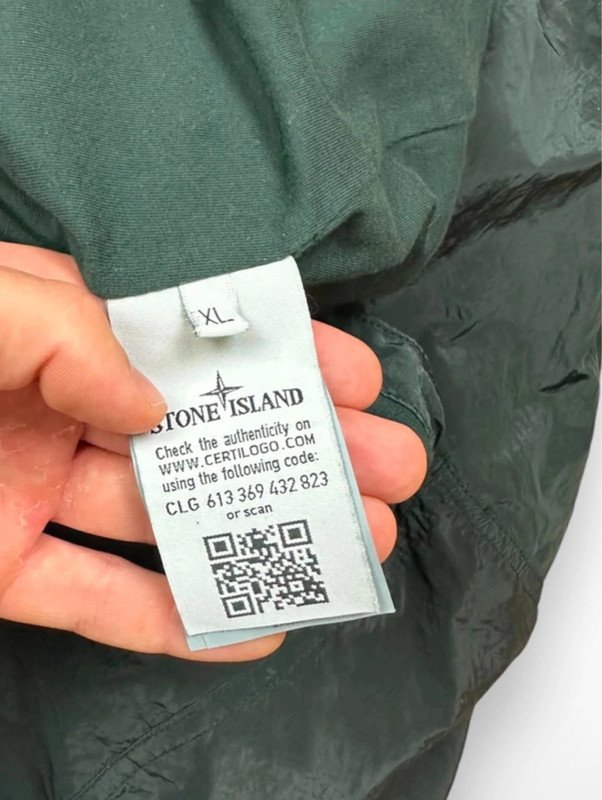 XL
STONE ISLAND
Check the authenticity on
WWW.CERTILOGO.COM
using the following code:
CLG 613 369 432 823
or scan